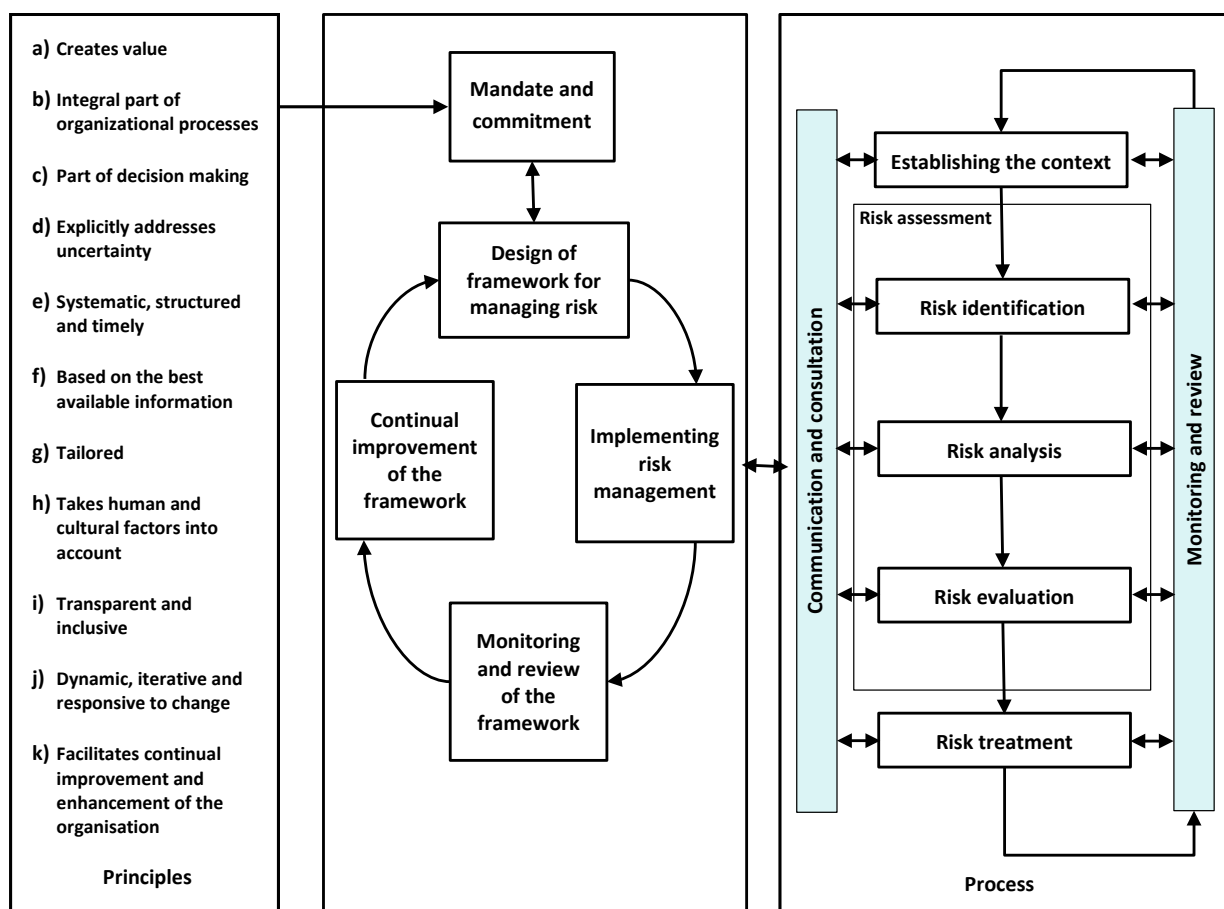 a) Creates value
b) Integral part of
organizational processes
c) Part of decision making
d) Explicitly addresses
uncertainty
e) Systematic, structured
and timely
f) Based on the best
available information
g) Tailored
h) Takes human and
cultural factors into
account
i) Transparent and
inclusive
j) Dynamic, iterative and
responsive to change
k) Facilitates continual
improvement and
enhancement of the
organisation
Principles
Mandate and
commitment
Design of
framework for
managing risk
Continual
improvement
of the
framework
Implementing
risk
management
Monitoring
and review
of the
framework
Communication and consultation
Establishing the context
Risk assessment
Risk identification
Risk analysis
Risk evaluation
Risk treatment
Monitoring and review
Process